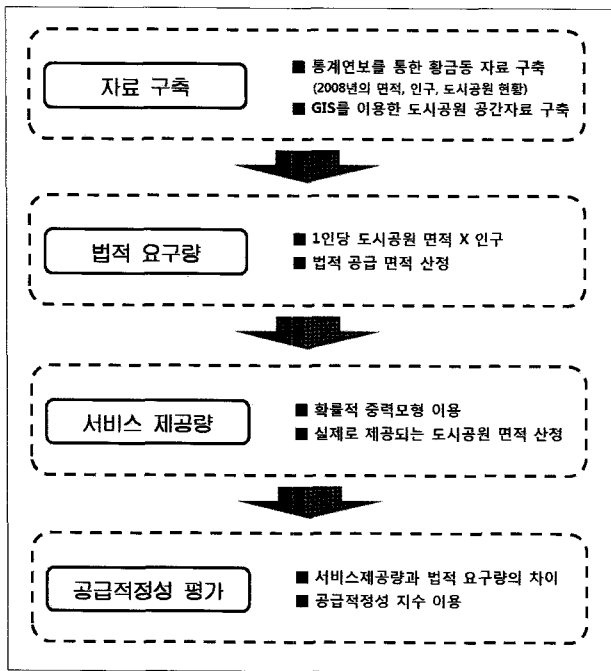 자료 구축
■ 통계연보를 통한 황금동 자료 구축
(2008년의 면적, 인구, 도시공원 현황)
■ GIS를 이용한 도시공원 공간자료 구축
법적 요구량
■ 1인당 도시공원 면적 X 인구
■ 법적 공급 면적 산정
서비스 제공량
■ 확률적 중력모형 이용
■ 실제로 제공되는 도시공원 면적 산정
공급적정성 평가
■ 서비스제공량과 법적 요구량의 차이
■ 공급적정성 지수 이용